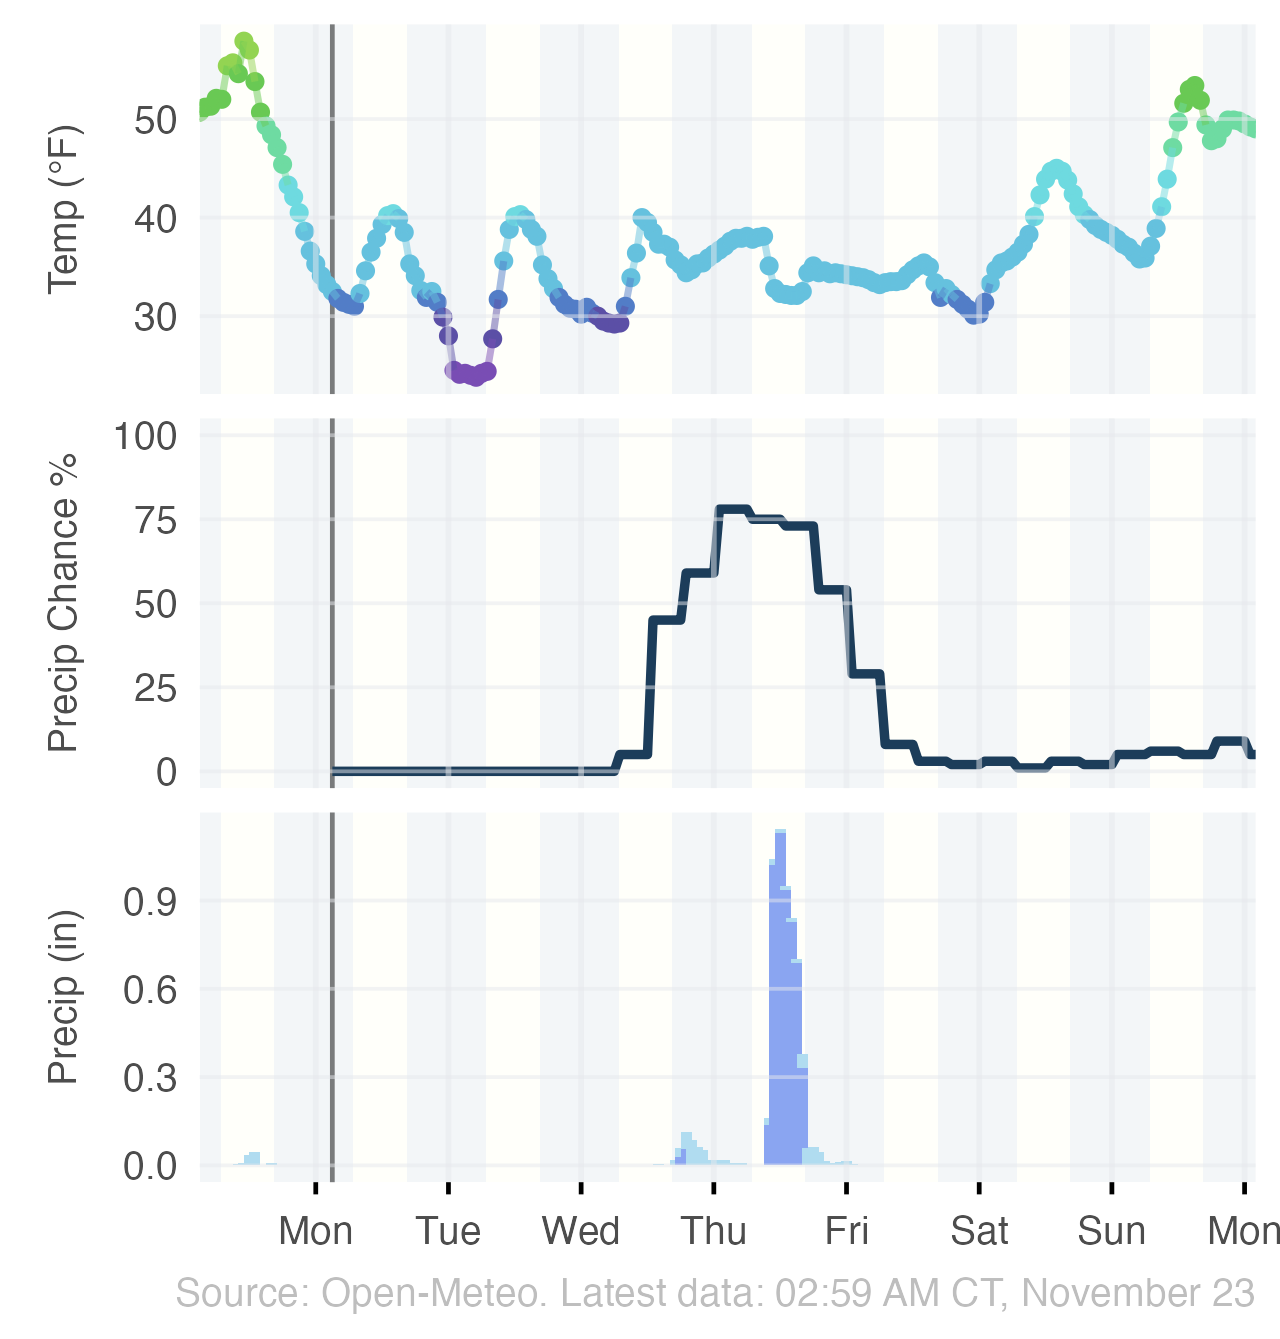 Temp (°F)
50
40
30
Precip Chance %
100
75
50
25
0
Precip (in)
0.9
0.6
0.3
0.0
Mon Tue Wed Thu Fri Sat Sun Mon
Source: Open-Meteo. Latest data: 02:59 AM CT, November 23